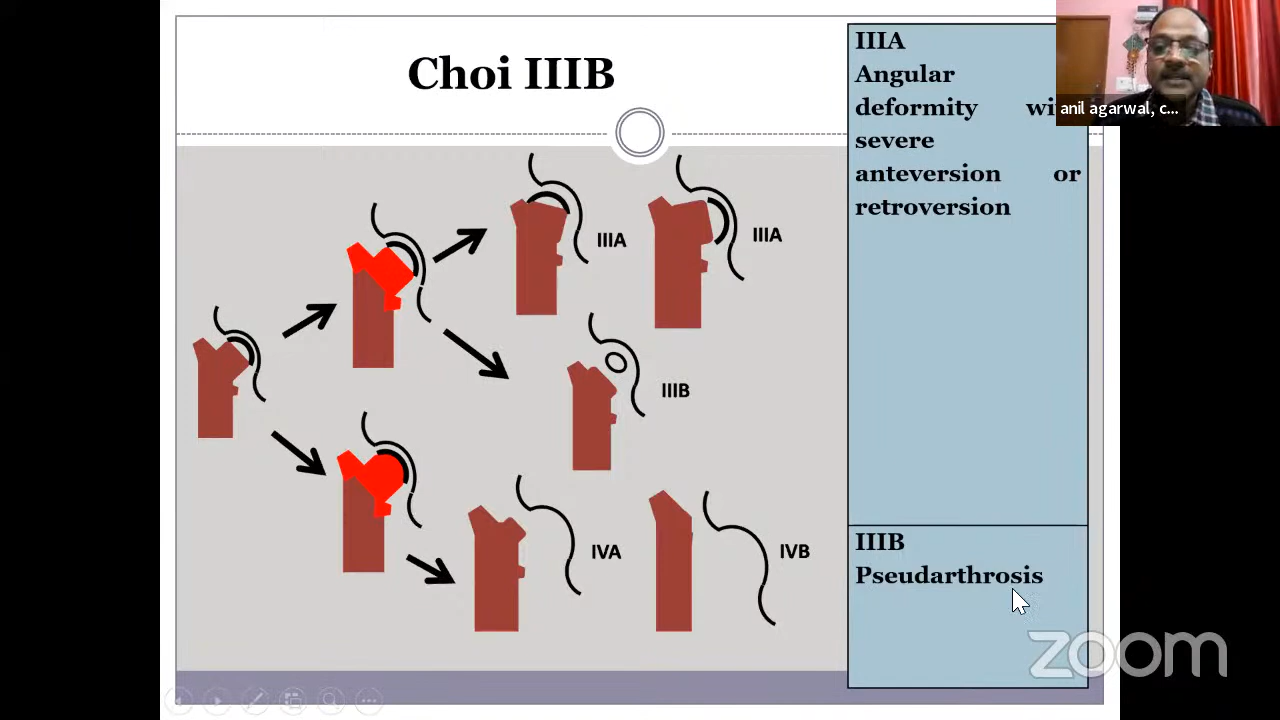 Choi IIIB
IIIA
Angular
deformity wi
severe
anteversion or
retroversion
anil agarwal, c...
IIIA
IIIA
IIIB
IVA
IVB
IIIB
Pseudarthrosis
zoom